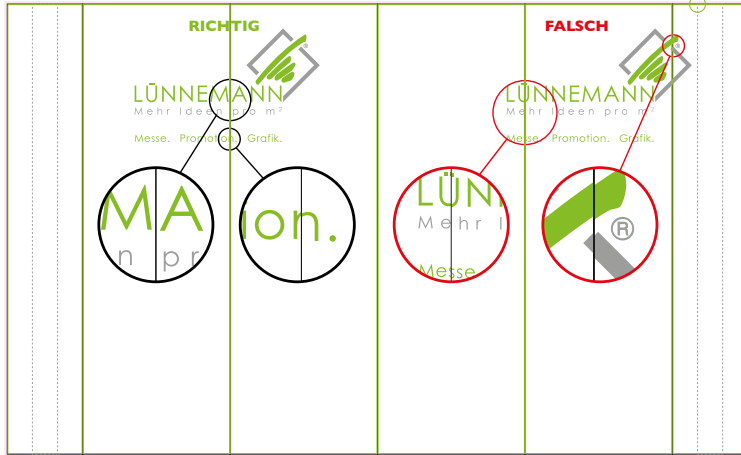 RICHTIG
FALSCH
®
LÜNNEMANN
Mehr Ideen pro m²
Messe. Promotion. Grafik.
®
LÜNNEMANN
Mehr Ideen pro m²
Messe. Promotion. Grafik.
MA
n pr
ion.
LÜN
Mehr I
Messe
®